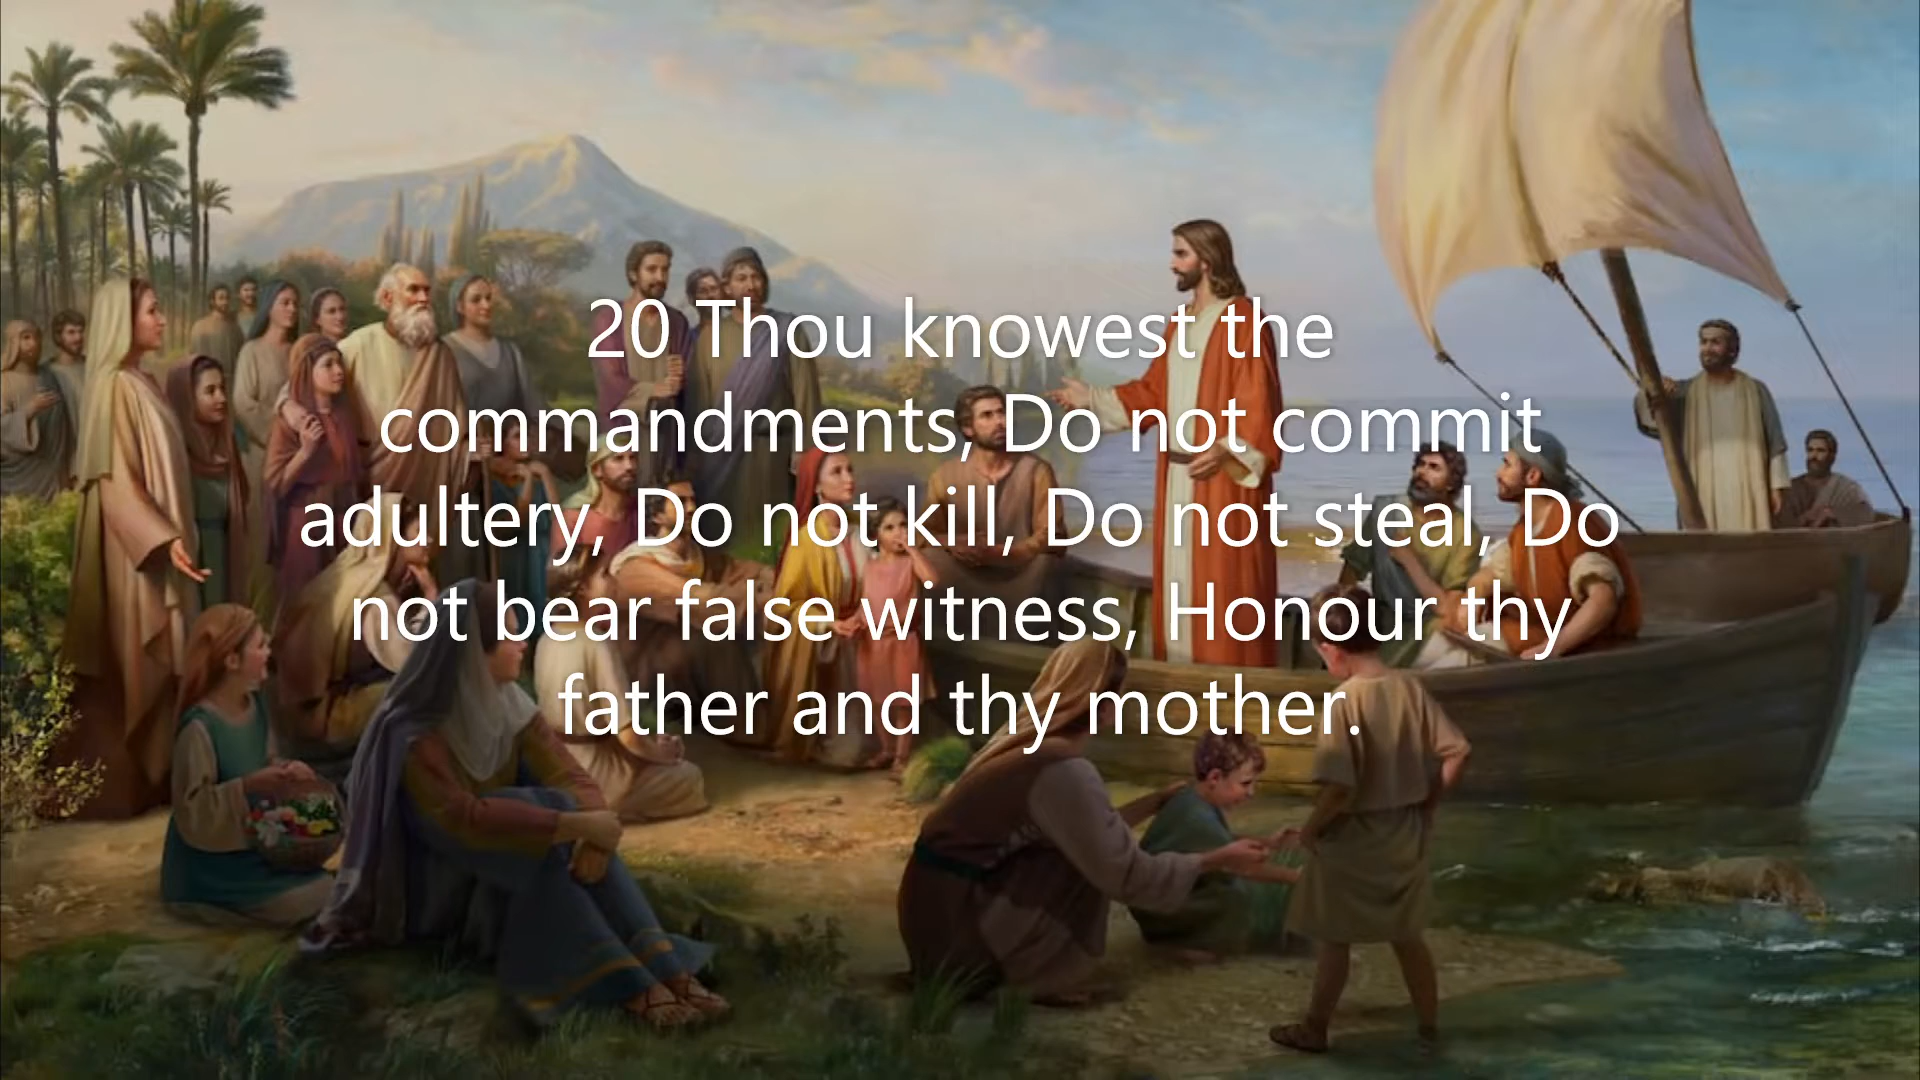 20 Thou knowest the
commandments, Do not commit
adultery, Do not kill, Do not steal, Do
not bear false witness, Honour thy
father and thy mother.